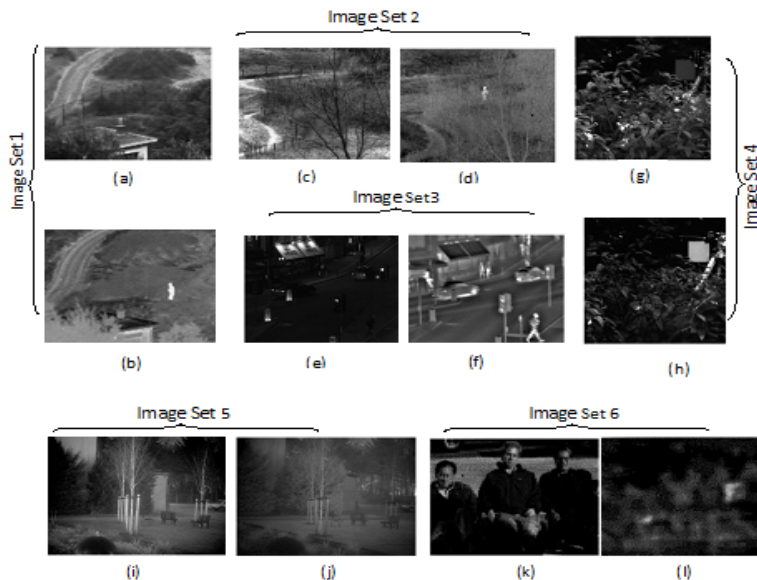 Image Set 2
Image Set 1
(a)
(c)
(d)
(g)
Image Set 4
Image Set3
(b)
(e)
(f)
(h)
Image Set 5
Image Set 6
(i)
(j)
(k)
(l)